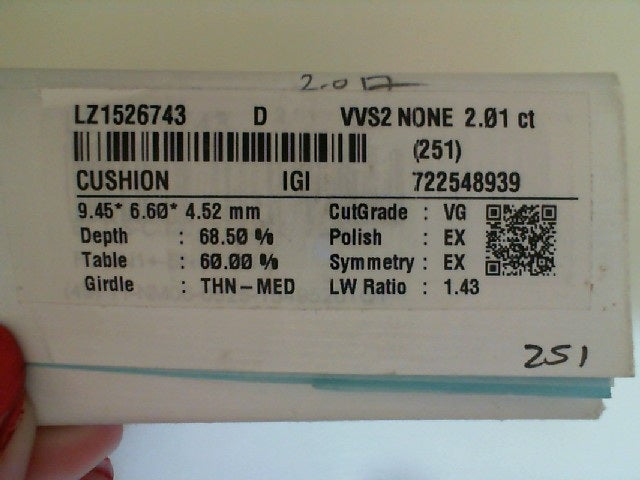 2.017
LZ1526743 D VVS2 NONE 2.01 ct
(251)
CUSHION IGI 722548939
9.45* 6.60* 4.52 mm CutGrade : VG
Depth : 68.50 % Polish : EX
Table : 60.00 % Symmetry : EX
Girdle : THN-MED LW Ratio : 1.43
251